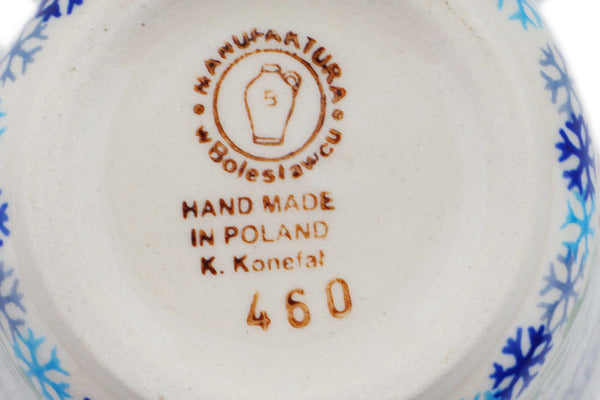 MANUFAKTURA
w Bolesławcu
5
HAND MADE
IN POLAND
K. Konefał
460